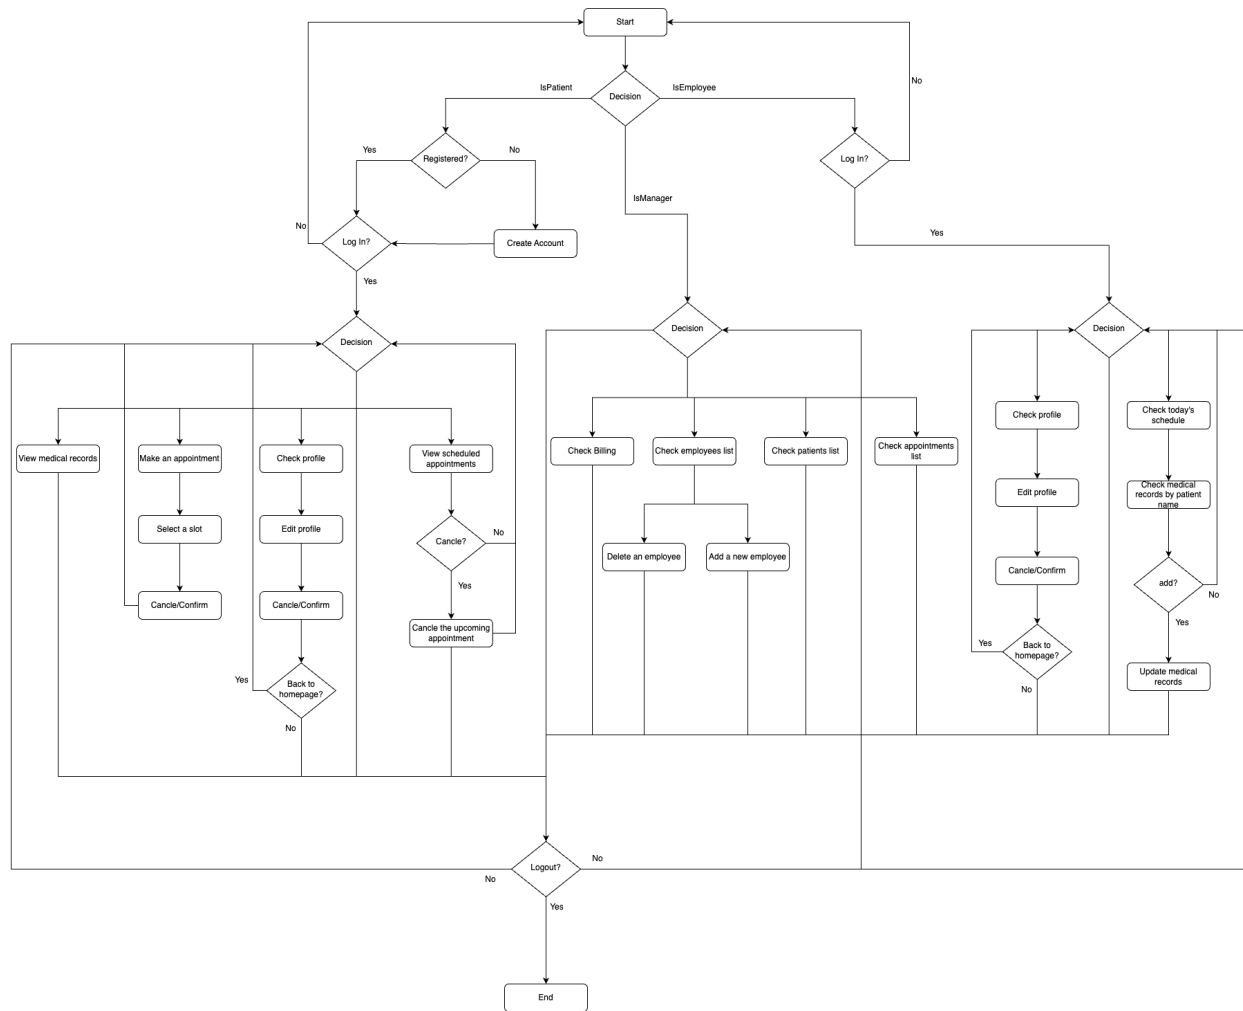 Start
No
IsPatient
Decision
IsEmployee
Yes
Registered?
No
Log In?
IsManager
No
Log In?
Create Account
Yes
Yes
Decision
Decision
Decision
View medical records
Make an appointment
Check profile
View scheduled
appointments
Check Billing
Check employees list
Check patients list
Check appointments
list
Check profile
Check today's
schedule
Select a slot
Edit profile
Cancle?
No
Delete an employee
Add a new employee
Edit profile
Check medical
records by patient
name
Yes
Cancle/Confirm
add?
No
Cancle/Confirm
Cancle/Confirm
Cancle the upcoming
appointment
Yes
Yes
Back to
homepage?
No
Update medical
records
Yes
Back to
homepage?
No
Logout?
No
No
Yes
End